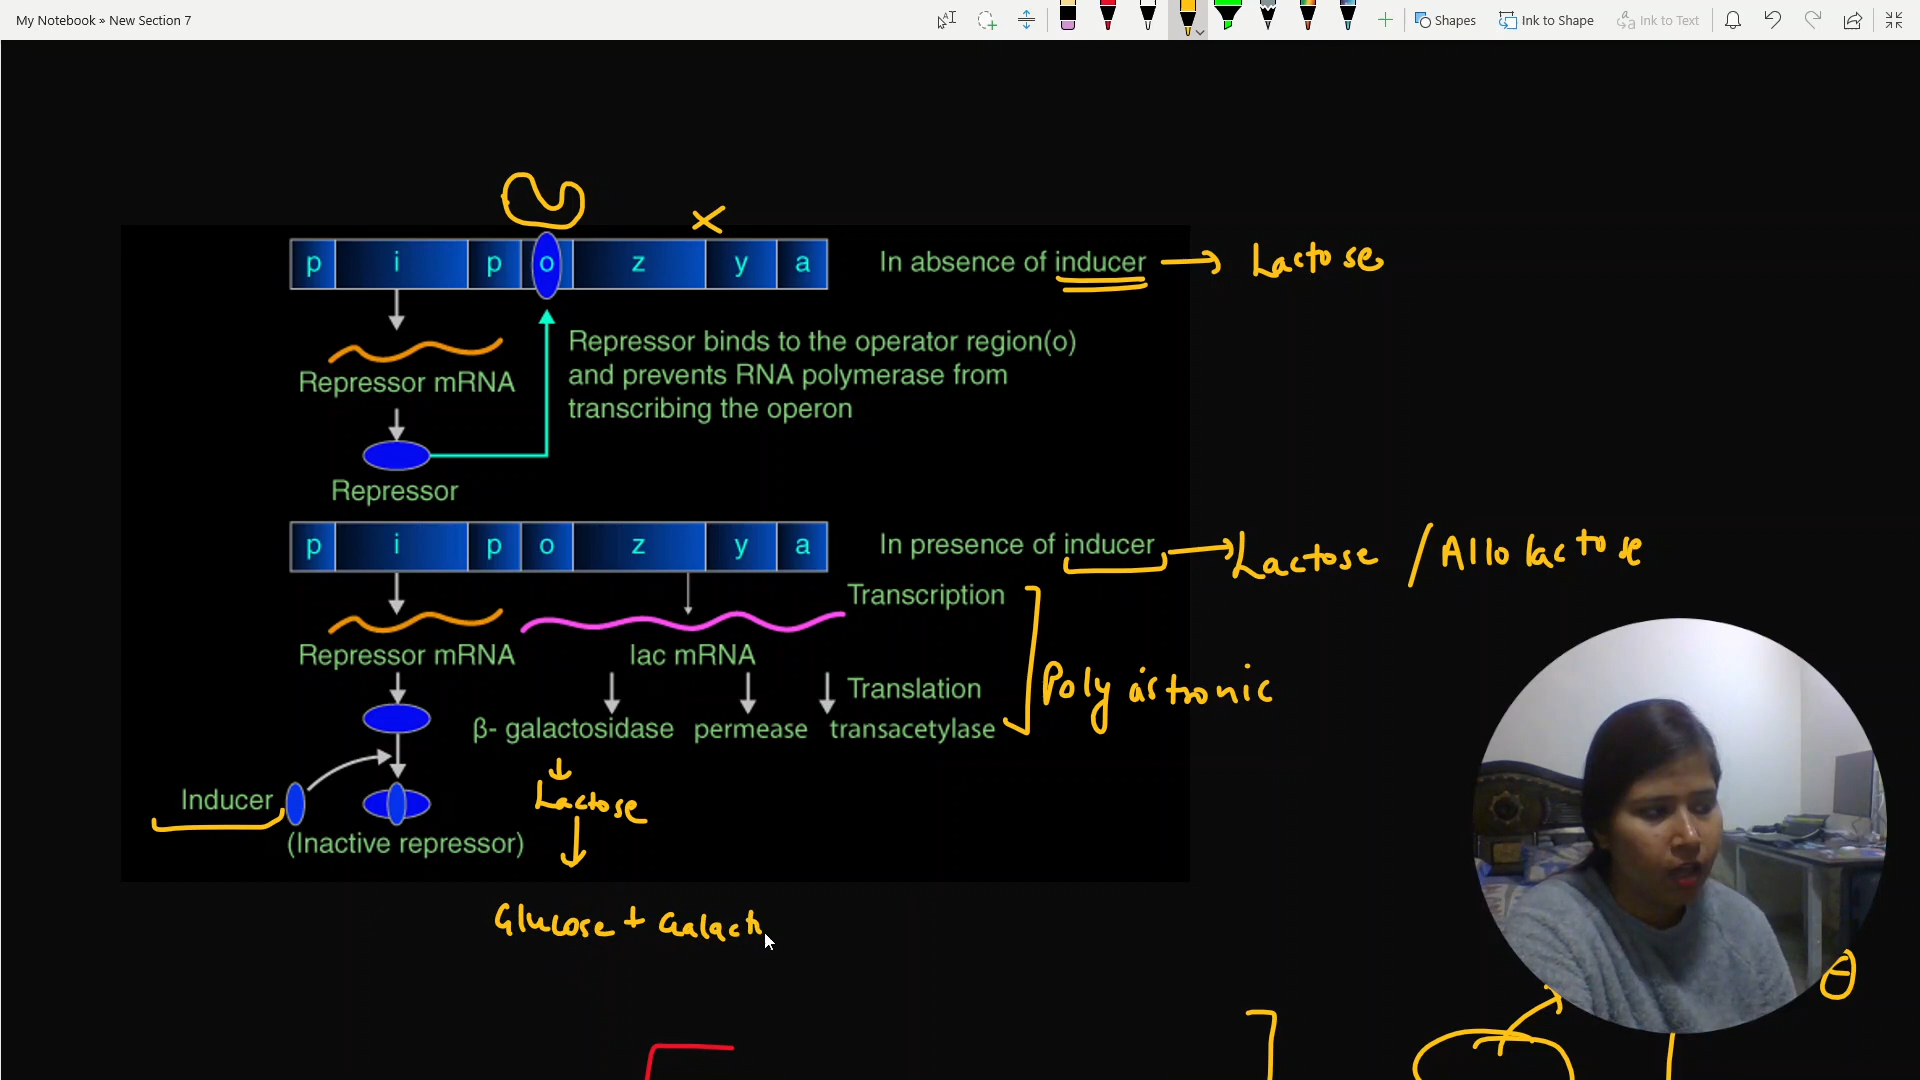 My Notebook » New Section 7
Shapes Ink to Shape Ink to Text
p i p o z y a
In absence of inducer → Lactose
Repressor binds to the operator region(o)
and prevents RNA polymerase from
transcribing the operon
Repressor mRNA
Repressor
p i p o z y a
In presence of inducer → Lactose / Allolactose
Transcription
Repressor mRNA lac mRNA
Translation
Polycistronic
β- galactosidase permease transacetylase
Inducer
Lactose
(Inactive repressor)
Glucose + Galact